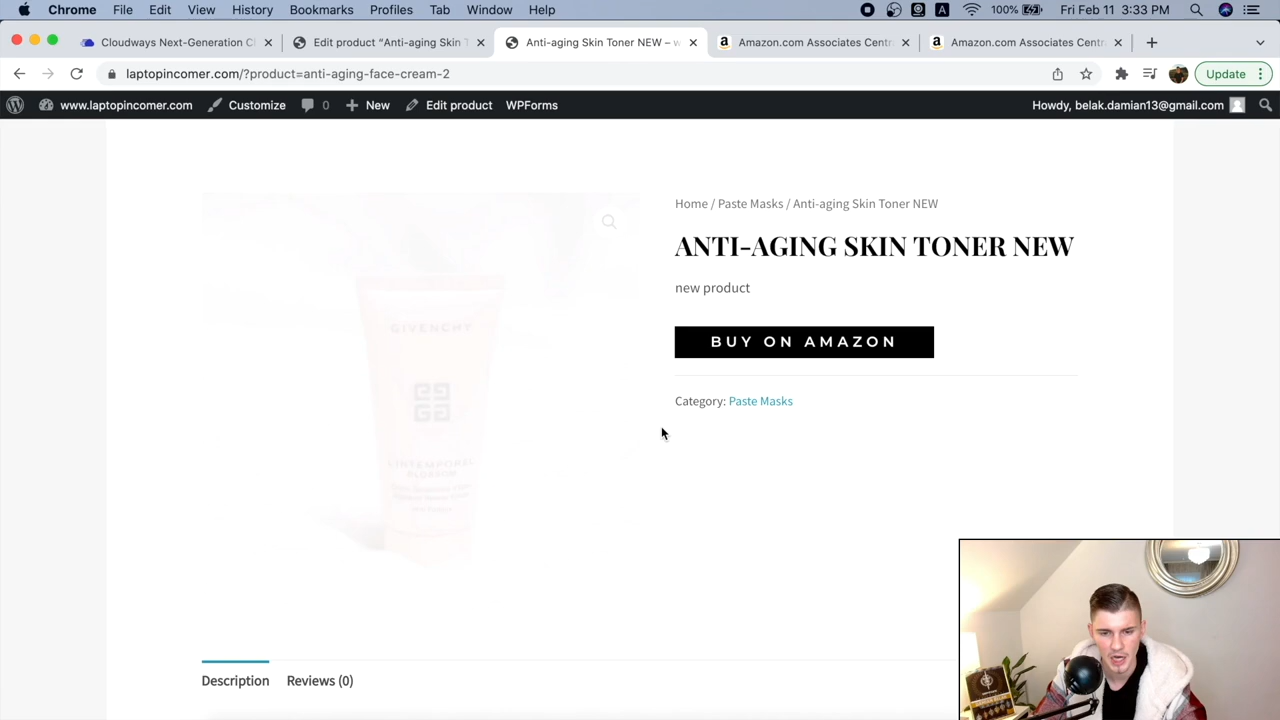 Chrome File Edit View History Bookmarks Profiles Tab Window Help
A 100% Fri Feb 11 3:33 PM
Cloudways Next-Generation Cl
Edit product “Anti-aging Skin T
Anti-aging Skin Toner NEW – w
Amazon.com Associates Centr
Amazon.com Associates Centr
laptopincomer.com/?product=anti-aging-face-cream-2
Update
www.laptopincomer.com Customize 0 New Edit product WPForms
Howdy, belak.damian13@gmail.com
Home / Paste Masks / Anti-aging Skin Toner NEW
ANTI-AGING SKIN TONER NEW
new product
GIVENCHY
BUY ON AMAZON
Category: Paste Masks
BLOSSOM
Description Reviews (0)